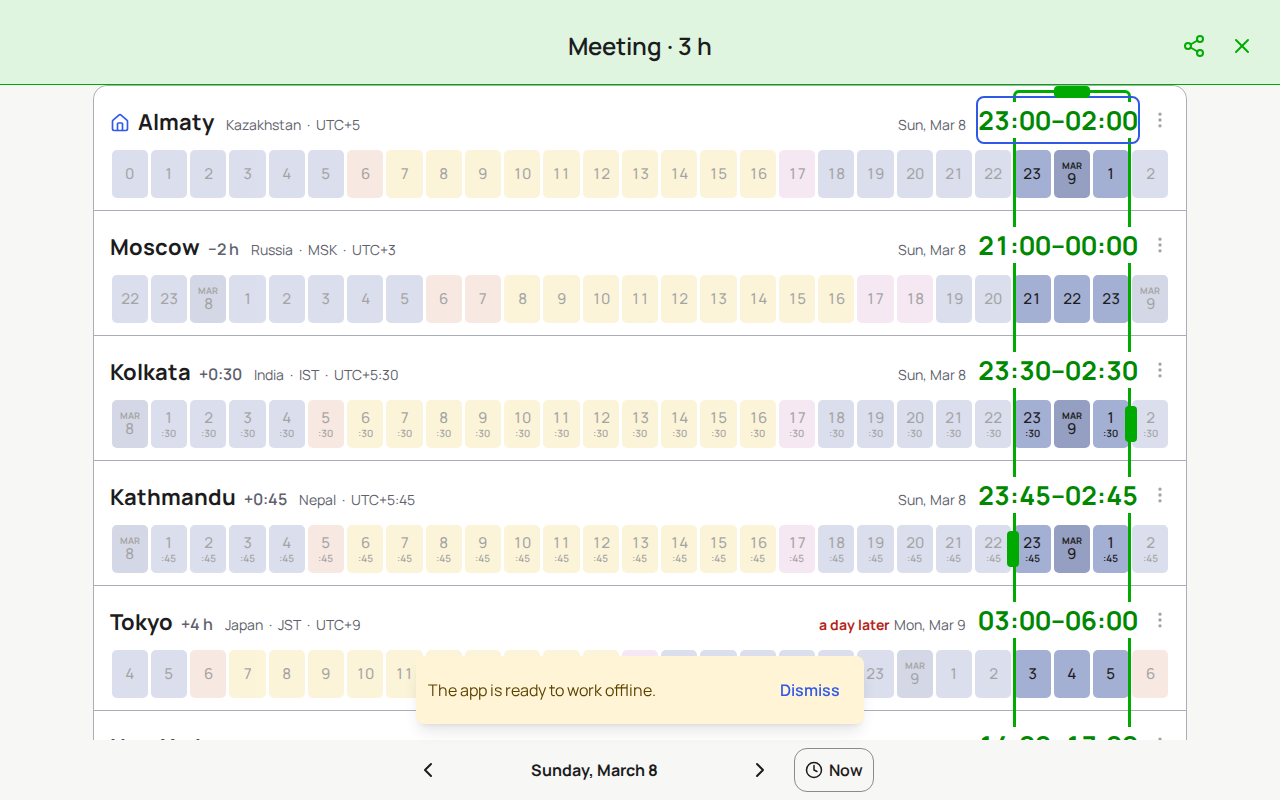 Meeting · 3 h
Almaty Kazakhstan · UTC+5 Sun, Mar 8 23:00–02:00
0 1 2 3 4 5 6 7 8 9 10 11 12 13 14 15 16 17 18 19 20 21 22 23 MAR 9 1 2
Moscow −2 h Russia · MSK · UTC+3 Sun, Mar 8 21:00–00:00
22 23 MAR 8 1 2 3 4 5 6 7 8 9 10 11 12 13 14 15 16 17 18 19 20 21 22 23 MAR 9
Kolkata +0:30 India · IST · UTC+5:30 Sun, Mar 8 23:30–02:30
MAR 8 1:30 2:30 3:30 4:30 5:30 6:30 7:30 8:30 9:30 10:30 11:30 12:30 13:30 14:30 15:30 16:30 17:30 18:30 19:30 20:30 21:30 22:30 23:30 MAR 9 1:30 2:30
Kathmandu +0:45 Nepal · UTC+5:45 Sun, Mar 8 23:45–02:45
MAR 8 1:45 2:45 3:45 4:45 5:45 6:45 7:45 8:45 9:45 10:45 11:45 12:45 13:45 14:45 15:45 16:45 17:45 18:45 19:45 20:45 21:45 22:45 23:45 MAR 9 1:45 2:45
Tokyo +4 h Japan · JST · UTC+9 a day later Mon, Mar 9 03:00–06:00
4 5 6 7 8 9 10 11 23 MAR 9 1 2 3 4 5 6
The app is ready to work offline. Dismiss
Sunday, March 8 Now